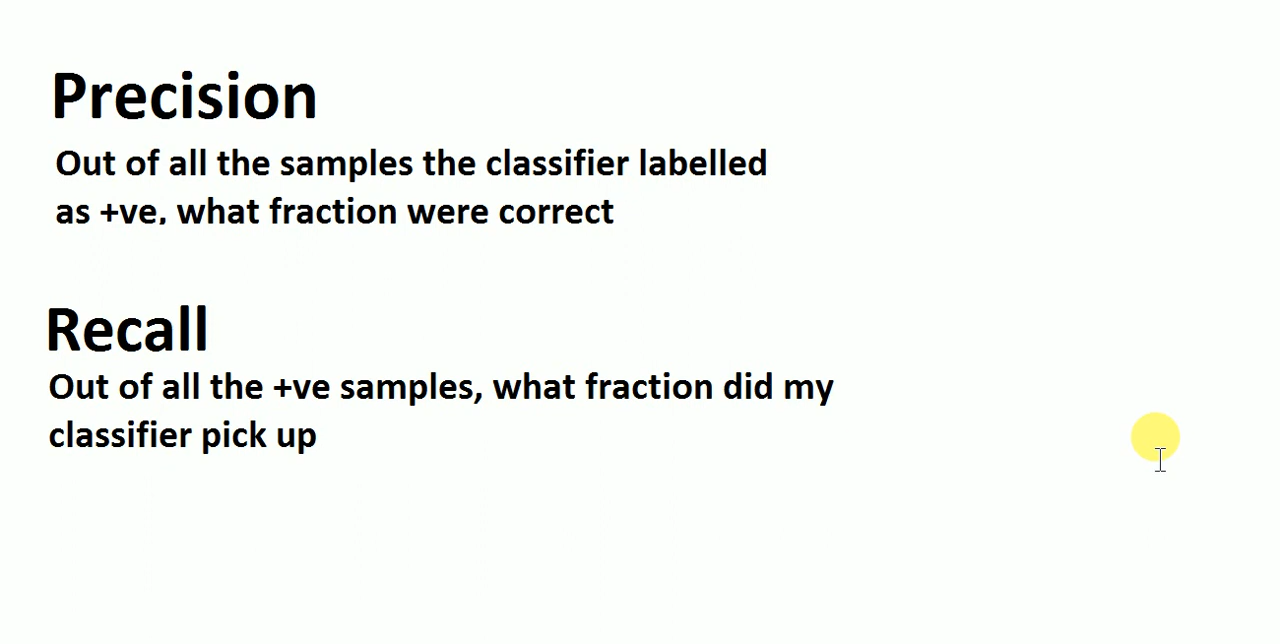 Precision
Out of all the samples the classifier labelled
as +ve, what fraction were correct
Recall
Out of all the +ve samples, what fraction did my
classifier pick up